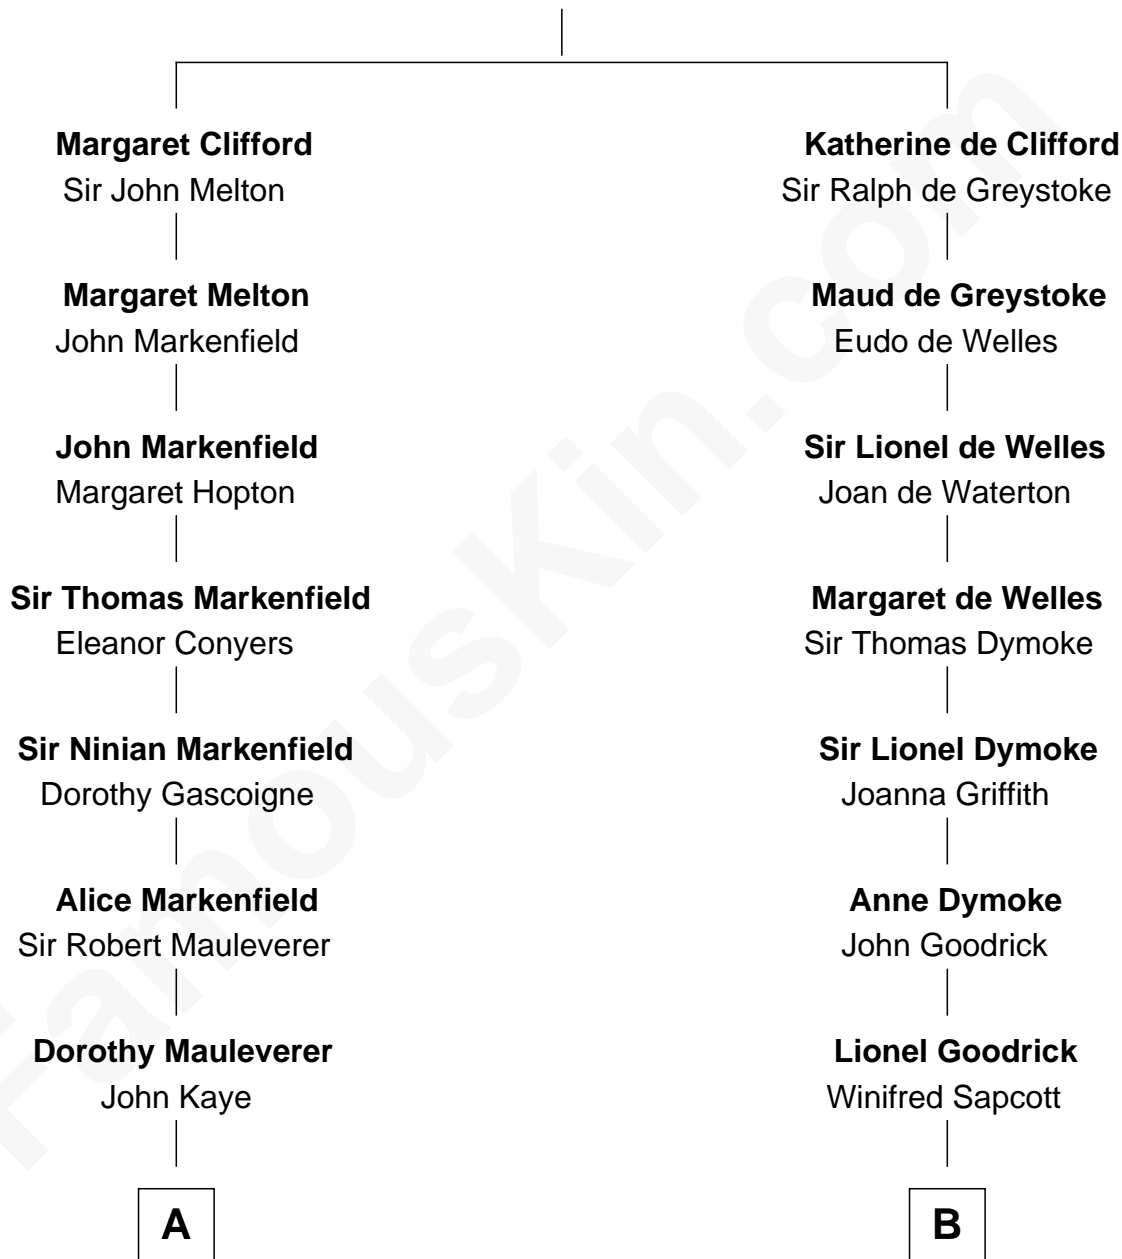 Margaret Clifford
Sir John Melton
Margaret Melton
John Markenfield
John Markenfield
Margaret Hopton
Sir Thomas Markenfield
Eleanor Conyers
Sir Ninian Markenfield
Dorothy Gascoigne
Alice Markenfield
Sir Robert Mauleverer
Dorothy Mauleverer
John Kaye
A
Katherine de Clifford
Sir Ralph de Greystoke
Maud de Greystoke
Eudo de Welles
Sir Lionel de Welles
Joan de Waterton
Margaret de Welles
Sir Thomas Dymoke
Sir Lionel Dymoke
Joanna Griffith
Anne Dymoke
John Goodrick
Lionel Goodrick
Winifred Sapcott
B
FamousKin.com